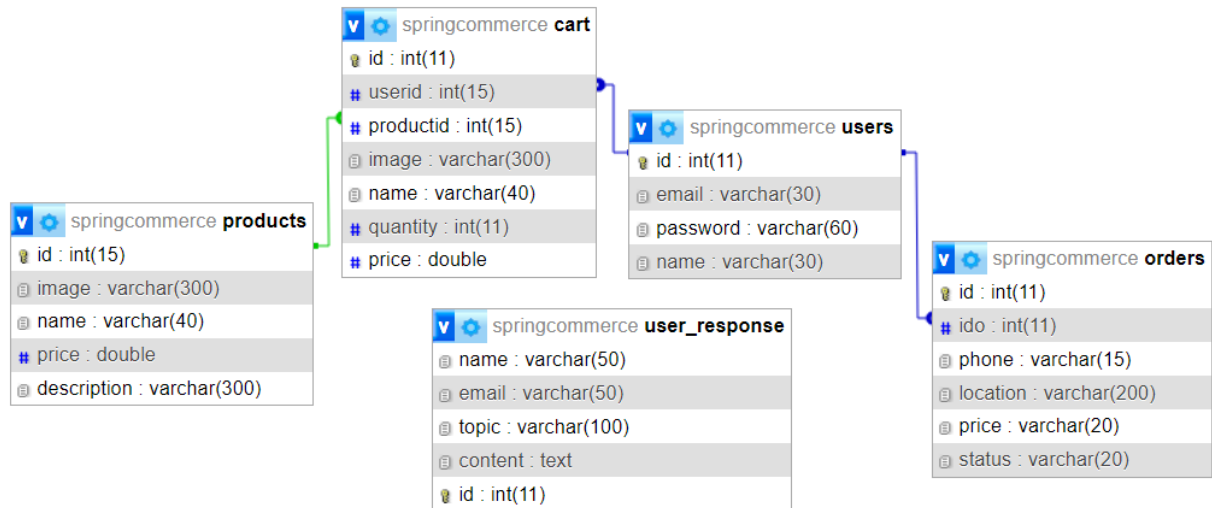 springcommerce cart
id : int(11)
userid : int(15)
productid : int(15)
image : varchar(300)
name : varchar(40)
quantity : int(11)
price : double
springcommerce users
id : int(11)
email : varchar(30)
password : varchar(60)
name : varchar(30)
springcommerce products
id : int(15)
image : varchar(300)
name : varchar(40)
price : double
description : varchar(300)
springcommerce orders
id : int(11)
ido : int(11)
phone : varchar(15)
location : varchar(200)
price : varchar(20)
status : varchar(20)
springcommerce user_response
name : varchar(50)
email : varchar(50)
topic : varchar(100)
content : text
id : int(11)